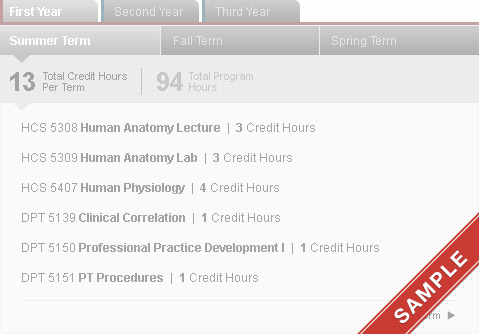 First Year
Second Year
Third Year
Summer Term
Fall Term
Spring Term
13 Total Credit Hours Per Term
94 Total Program Hours
HCS 5308 Human Anatomy Lecture | 3 Credit Hours
HCS 5309 Human Anatomy Lab | 3 Credit Hours
HCS 5407 Human Physiology | 4 Credit Hours
DPT 5139 Clinical Correlation | 1 Credit Hours
DPT 5150 Professional Practice Development I | 1 Credit Hours
DPT 5151 PT Procedures | 1 Credit Hours
SAMPLE